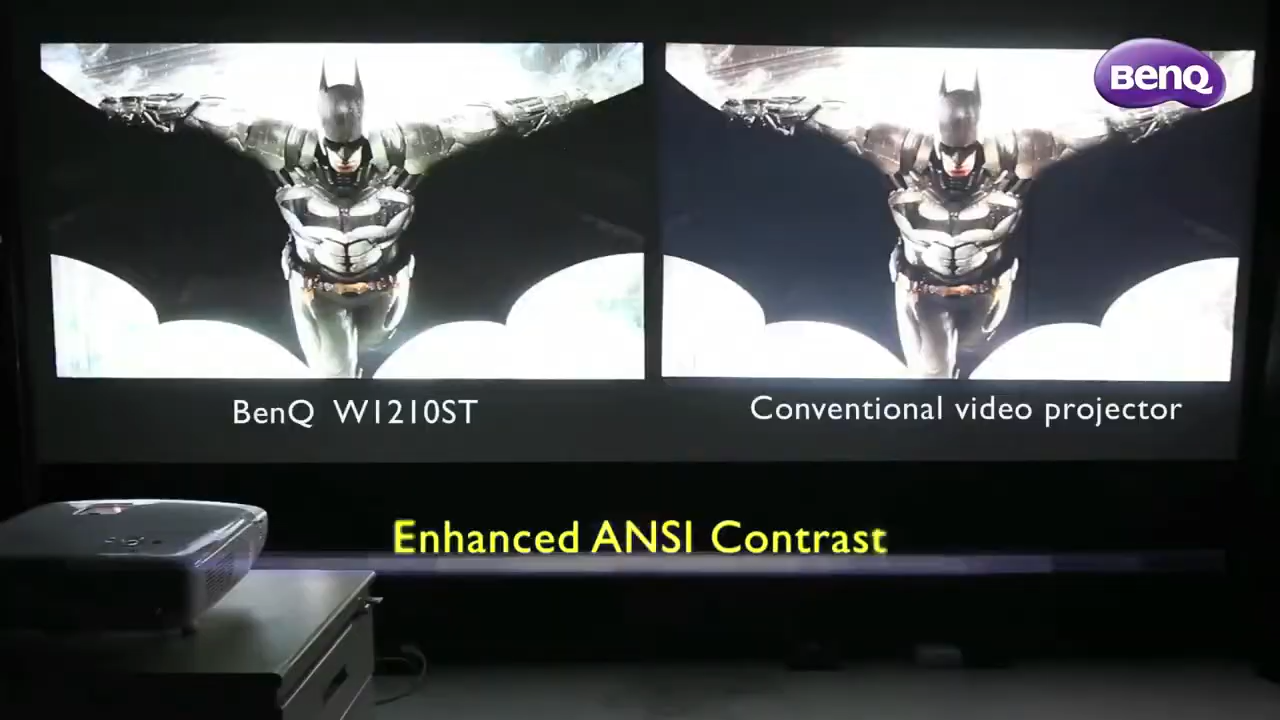 BenQ
BenQ W1210ST
Conventional video projector
Enhanced ANSI Contrast